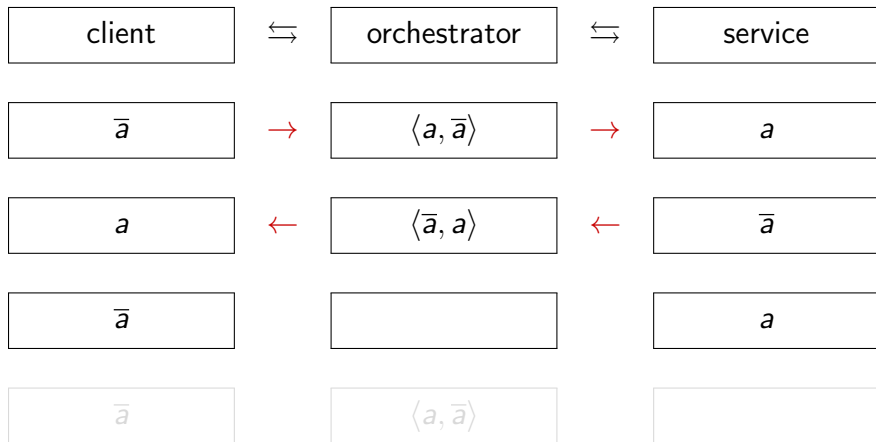 client ⇆ orchestrator ⇆ service
a̅ → ⟨a, a̅⟩ → a
a ← ⟨a̅, a⟩ ← a̅
a̅ a
a̅ ⟨a, a̅⟩